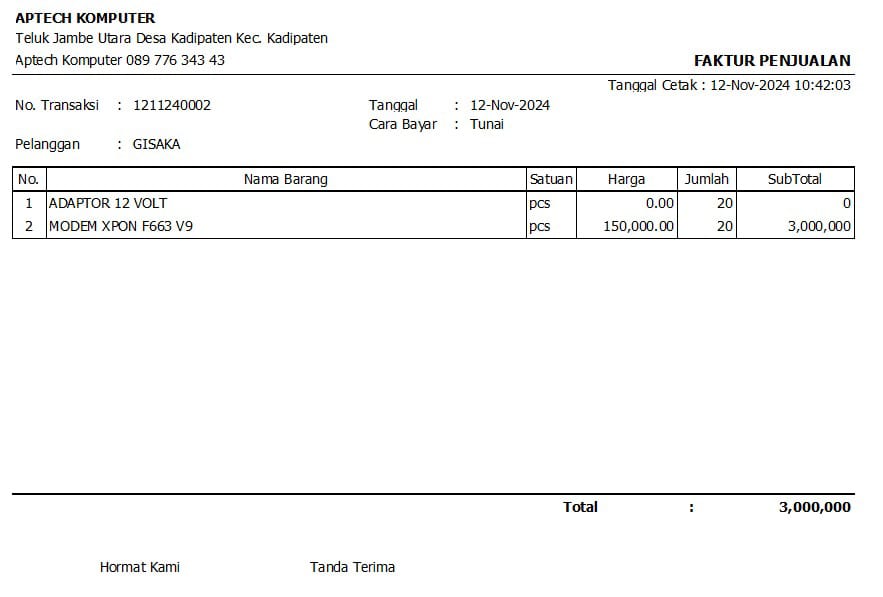 APTECH KOMPUTER
Teluk Jambe Utara Desa Kadipaten Kec. Kadipaten
Aptech Komputer 089 776 343 43
FAKTUR PENJUALAN
Tanggal Cetak : 12-Nov-2024 10:42:03
No. Transaksi : 1211240002 Tanggal : 12-Nov-2024
Cara Bayar : Tunai
Pelanggan : GISAKA
No. Nama Barang Satuan Harga Jumlah SubTotal
1 ADAPTOR 12 VOLT pcs 0.00 20 0
2 MODEM XPON F663 V9 pcs 150,000.00 20 3,000,000
Total : 3,000,000
Hormat Kami Tanda Terima